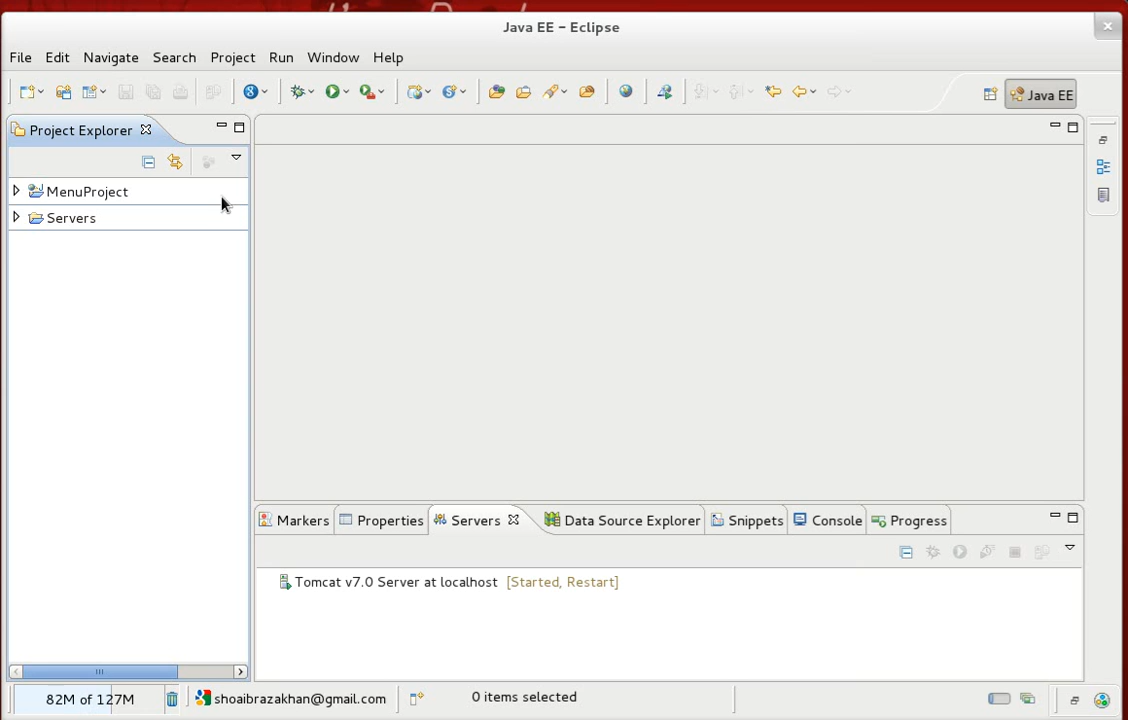 Java EE - Eclipse
File Edit Navigate Search Project Run Window Help
Java EE
Project Explorer
MenuProject
Servers
Markers Properties Servers Data Source Explorer Snippets Console Progress
Tomcat v7.0 Server at localhost [Started, Restart]
82M of 127M shoaibrazakhan@gmail.com 0 items selected